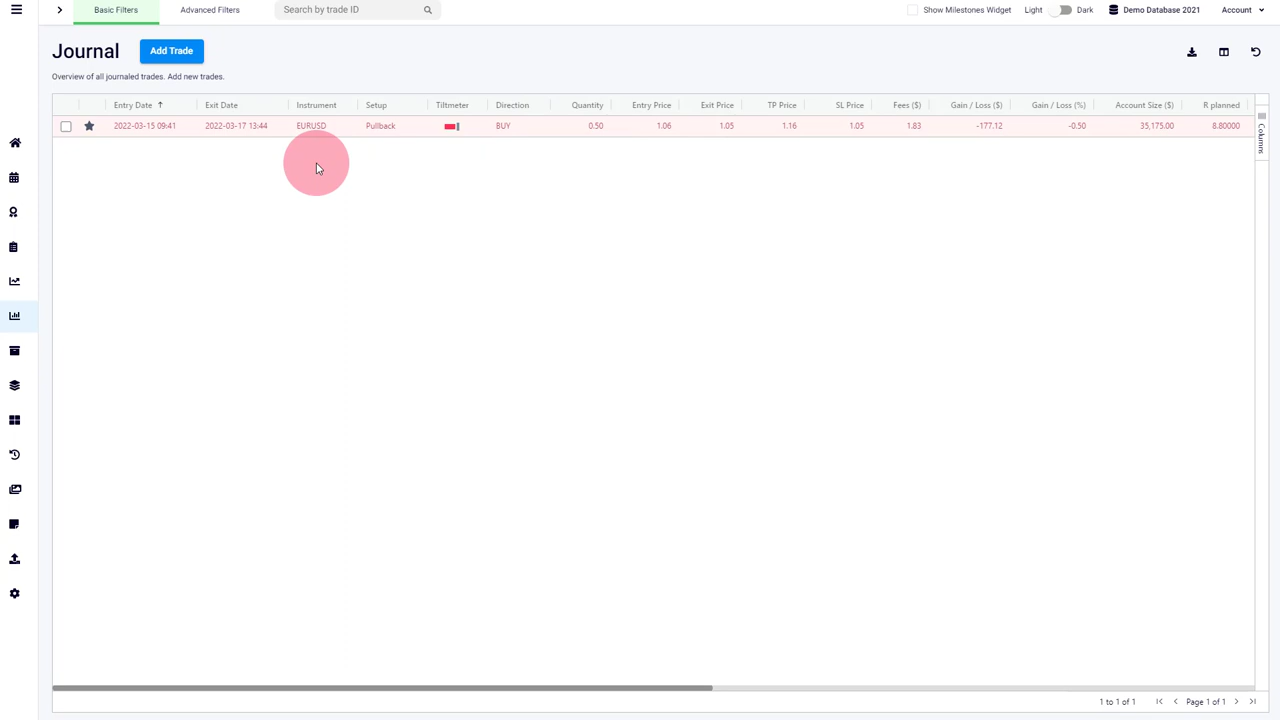 Basic Filters Advanced Filters Search by trade ID Show Milestones Widget Light Dark Demo Database 2021 Account
Journal Add Trade
Overview of all journaled trades. Add new trades.
Entry Date Exit Date Instrument Setup Tiltmeter Direction Quantity Entry Price Exit Price TP Price SL Price Fees ($) Gain / Loss ($) Gain / Loss (%) Account Size ($) R planned
2022-03-15 09:41 2022-03-17 13:44 EURUSD Pullback BUY 0.50 1.06 1.05 1.16 1.05 1.83 -177.12 -0.50 35,175.00 8.80000
Columns
1 to 1 of 1 Page 1 of 1